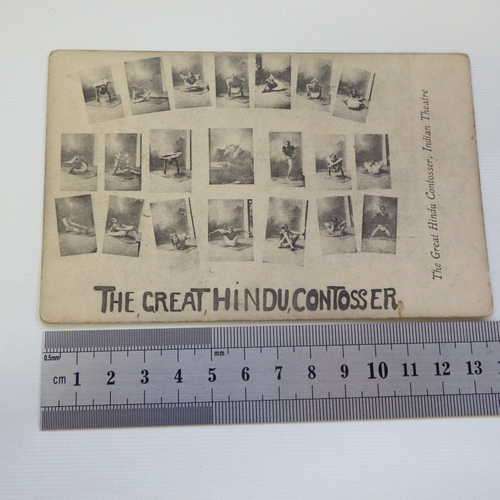 The Great Hindu Contosser, Indian Theatre
THE, GREAT, HINDU, CONTOSSER,
0.5mm
mm
cm 1 2 3 4 5 6 7 8 9 10 11 12 13